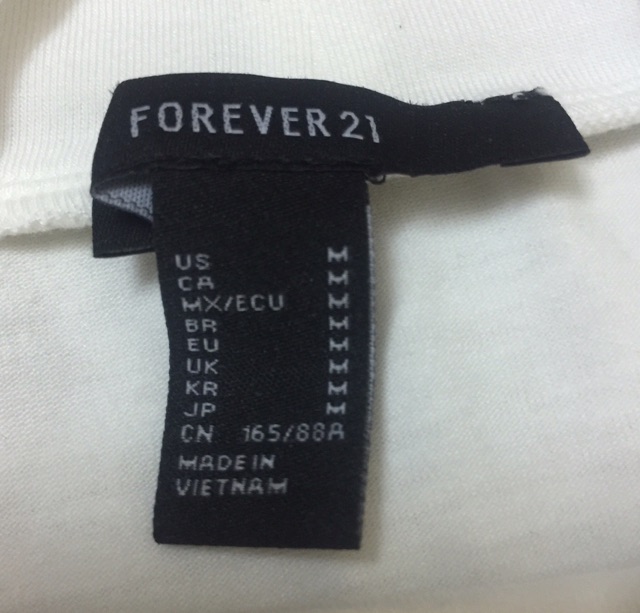 FOREVER 21
US M
CA M
MX/ECU M
BR M
EU M
UK M
KR M
JP M
CN 165/88A
MADE IN
VIETNAM